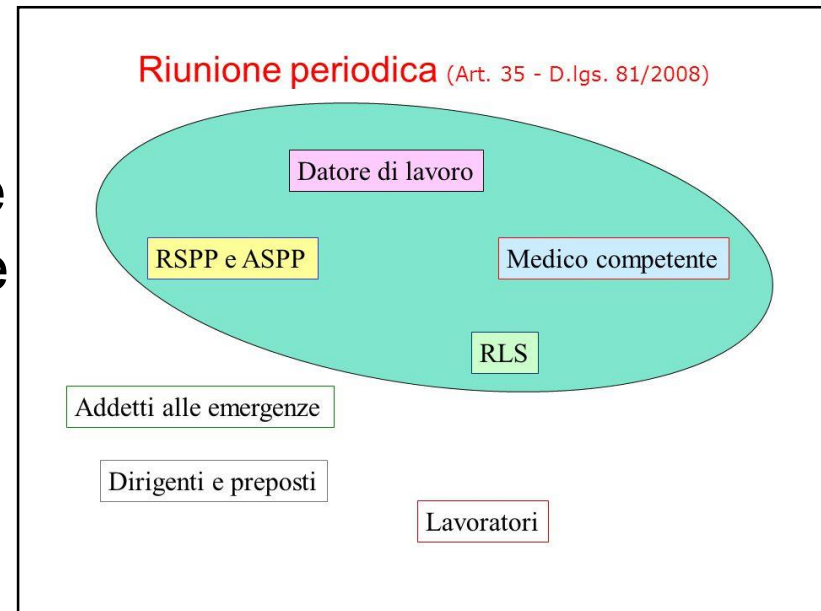 Riunione periodica (Art. 35 - D.lgs. 81/2008)
Datore di lavoro
e
RSPP e ASPP Medico competente
e
RLS
Addetti alle emergenze
Dirigenti e preposti
Lavoratori